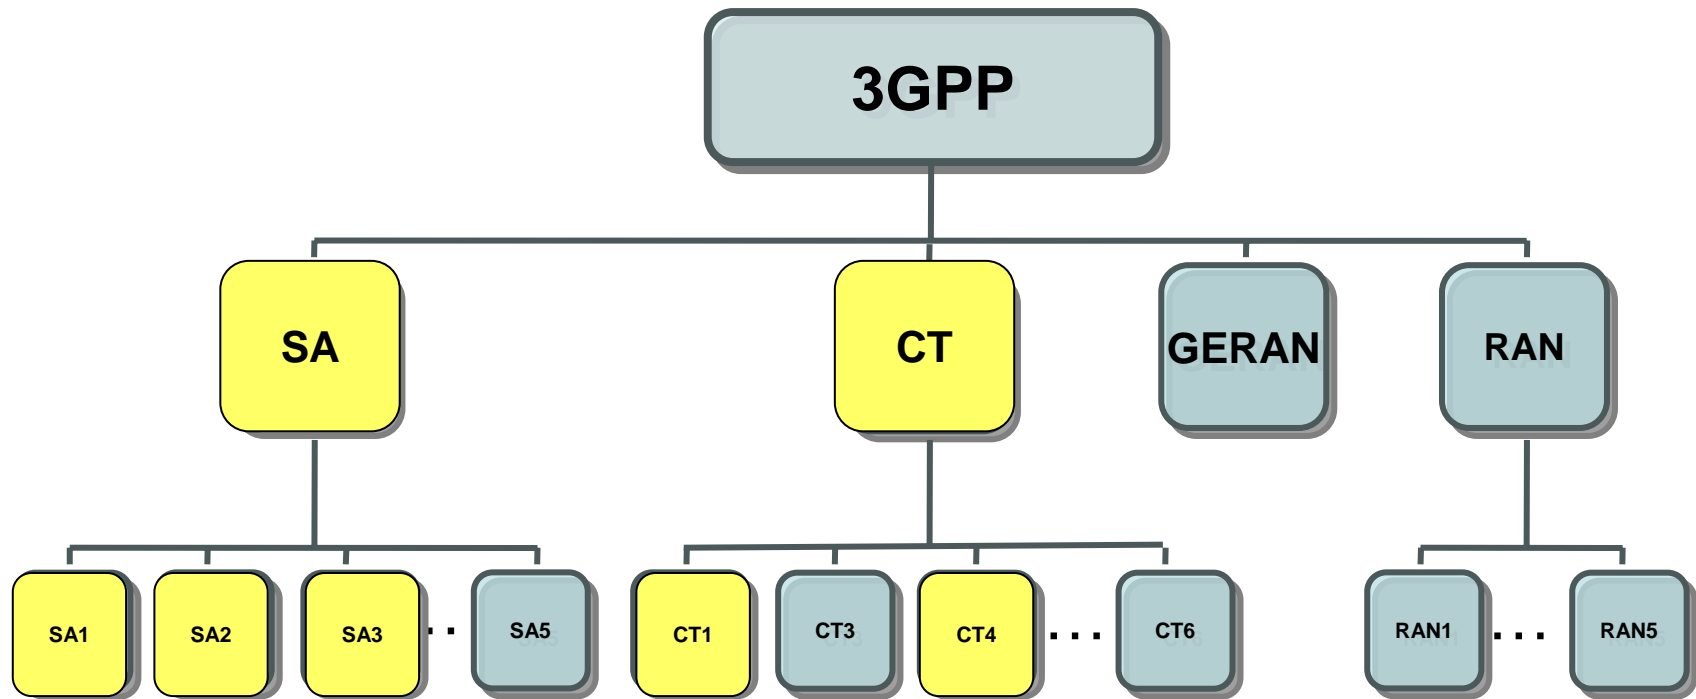 3GPP
SA
CT
GERAN
RAN
SA1
SA2
SA3
..
SA5
CT1
CT3
CT4
...
CT6
RAN1
...
RAN5